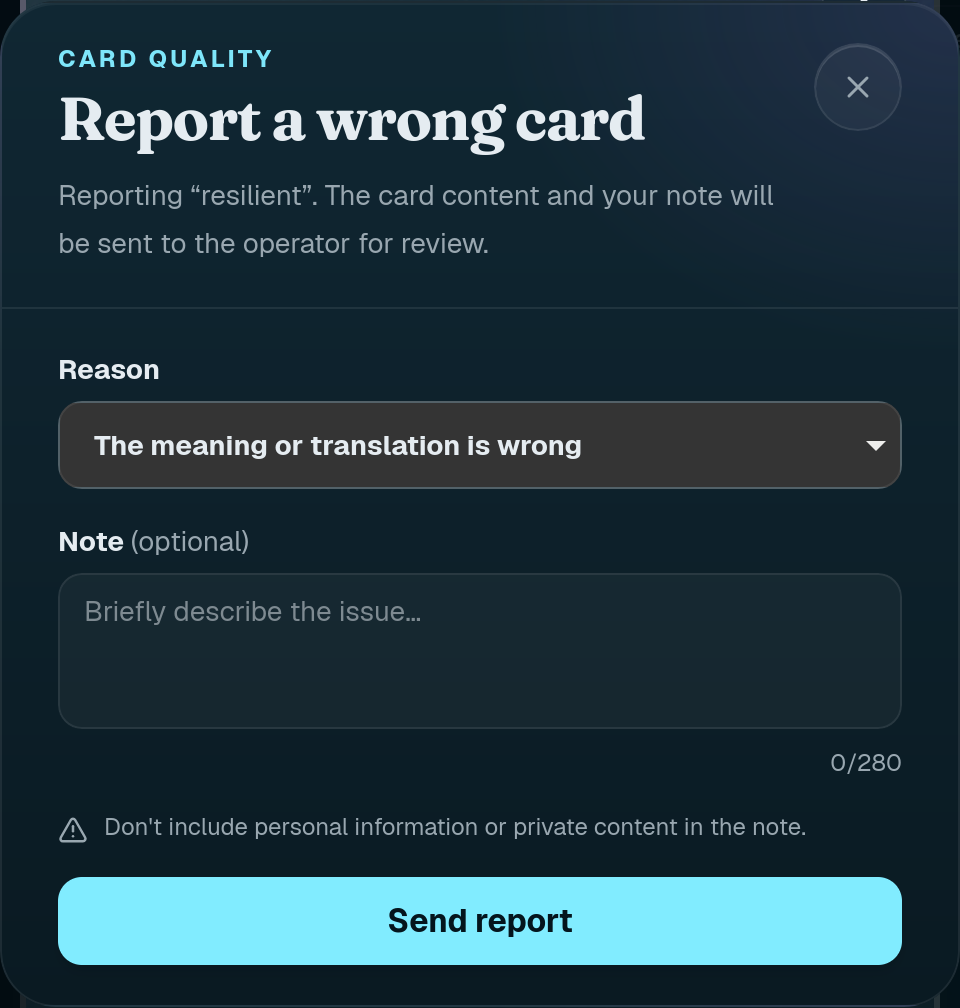 CARD QUALITY
Report a wrong card
Reporting “resilient”. The card content and your note will
be sent to the operator for review.
Reason
The meaning or translation is wrong
Note (optional)
Briefly describe the issue…
0/280
Don't include personal information or private content in the note.
Send report